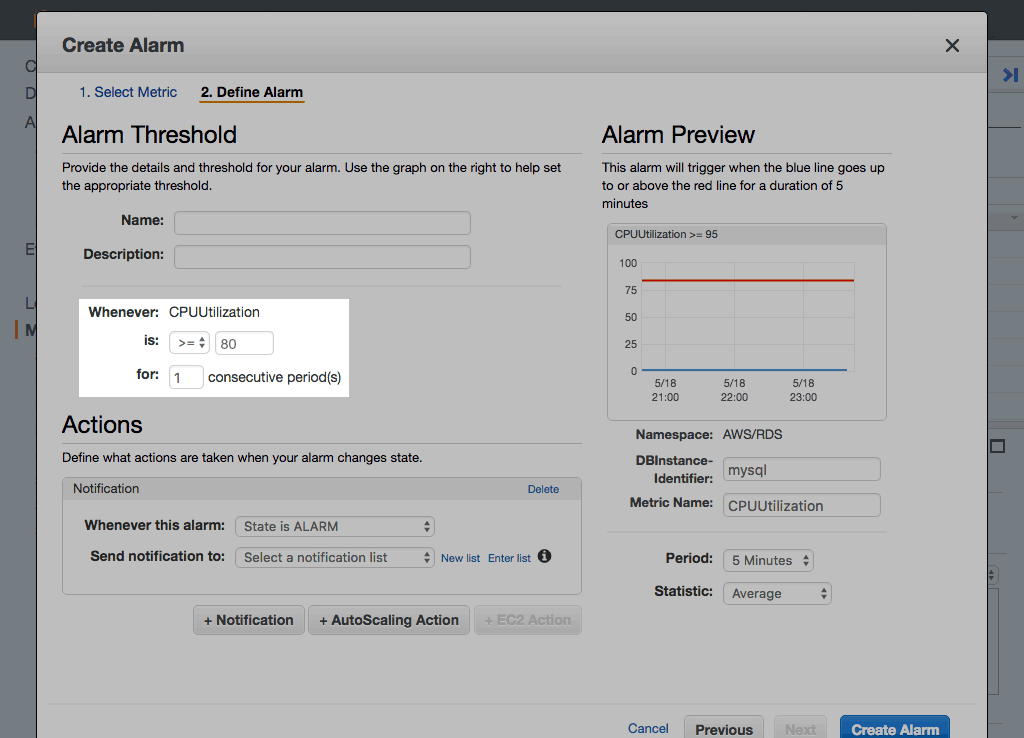 Create Alarm
1. Select Metric
2. Define Alarm
Alarm Threshold
Provide the details and threshold for your alarm. Use the graph on the right to help set
the appropriate threshold.
Name:
Description:
Whenever: CPUUtilization
is: >= 80
for: 1 consecutive period(s)
Actions
Define what actions are taken when your alarm changes state.
Notification
Delete
Whenever this alarm: State is ALARM
Send notification to: Select a notification list New list Enter list
+ Notification
+ AutoScaling Action
+ EC2 Action
Alarm Preview
This alarm will trigger when the blue line goes up
to or above the red line for a duration of 5
minutes
CPUUtilization >= 95
100
75
50
25
0
5/18
21:00
5/18
22:00
5/18
23:00
Namespace: AWS/RDS
DBInstance-
Identifier: mysql
Metric Name: CPUUtilization
Period: 5 Minutes
Statistic: Average
Cancel
Previous
Next
Create Alarm